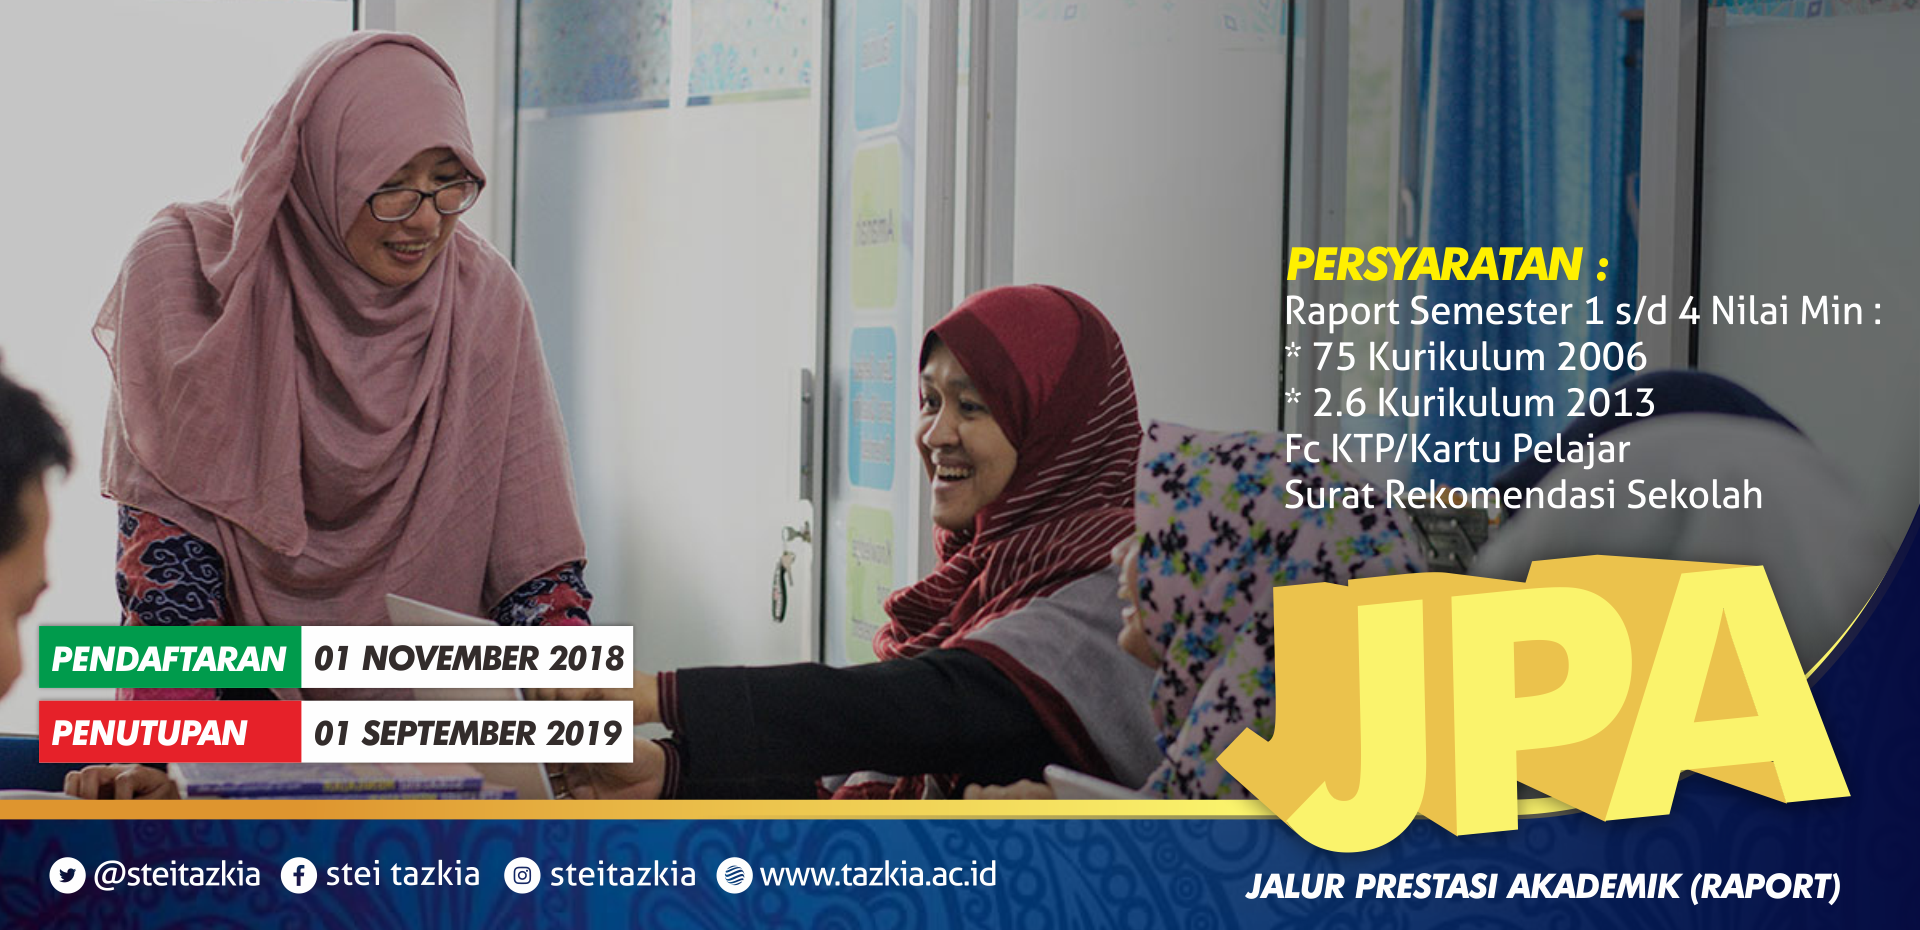 PERSYARATAN :
Raport Semester 1 s/d 4 Nilai Min :
* 75 Kurikulum 2006
* 2.6 Kurikulum 2013
Fc KTP/Kartu Pelajar
Surat Rekomendasi Sekolah
JPA
JALUR PRESTASI AKADEMIK (RAPORT)
PENDAFTARAN 01 NOVEMBER 2018
PENUTUPAN 01 SEPTEMBER 2019
@steitazkia stei tazkia steitazkia www.tazkia.ac.id